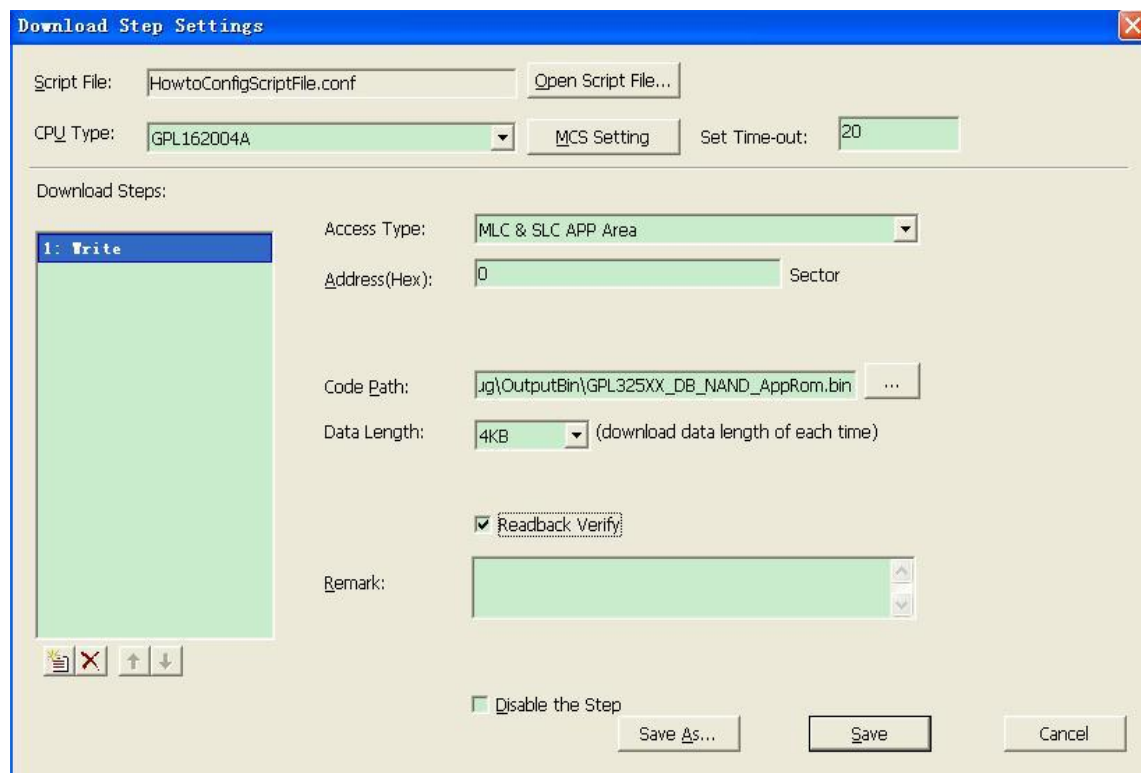 Download Step Settings
Script File: HowtoConfigScriptFile.conf Open Script File...
CPU Type: GPL162004A MCS Setting Set Time-out: 20
Download Steps:
1: Write
Access Type: MLC & SLC APP Area
Address(Hex): 0 Sector
Code Path: ug\OutputBin\GPL325XX_DB_NAND_AppRom.bin ...
Data Length: 4KB (download data length of each time)
Readback Verify
Remark:
Disable the Step
Save As... Save Cancel